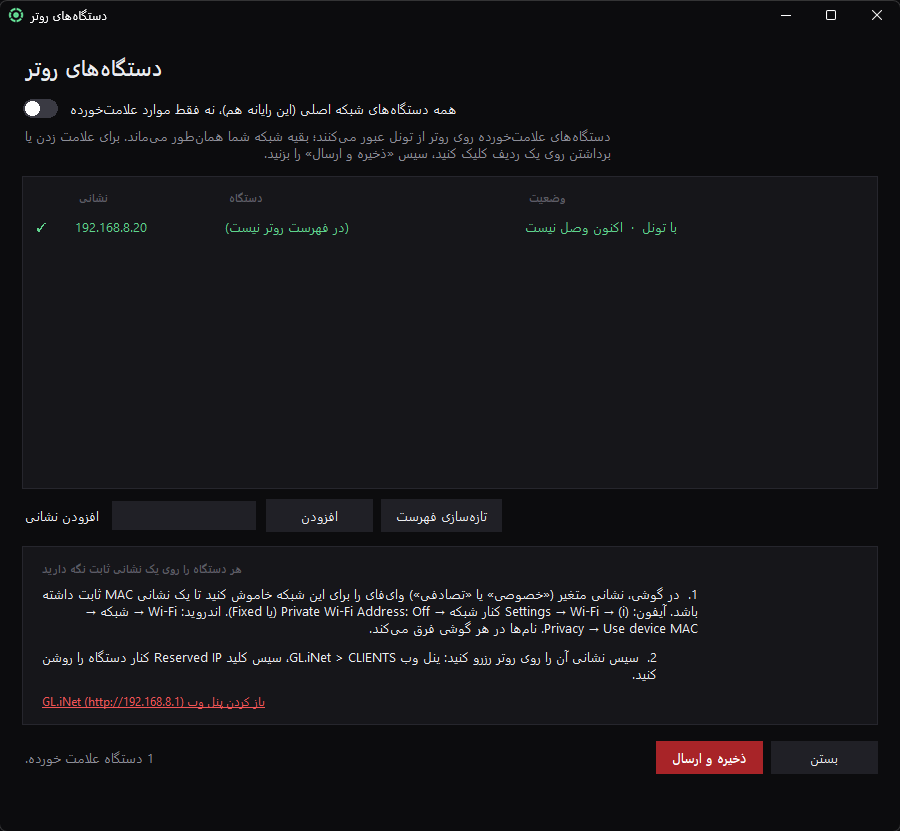 دستگاه‌های روتر
دستگاه‌های روتر
همه دستگاه‌های شبکه اصلی (این رایانه هم)، نه فقط موارد علامت‌خورده
دستگاه‌های علامت‌خورده روی روتر از تونل عبور می‌کنند؛ بقیه شبکه شما همان‌طور می‌ماند. برای علامت زدن یا
برداشتن روی یک ردیف کلیک کنید، سپس «ذخیره و ارسال» را بزنید.
نشانی دستگاه وضعیت
✓ 192.168.8.20 (در فهرست روتر نیست) با تونل · اکنون وصل نیست
افزودن نشانی افزودن تازه‌سازی فهرست
هر دستگاه را روی یک نشانی ثابت نگه دارید
1. در گوشی، نشانی متغیر («خصوصی» یا «تصادفی») وای‌فای را برای این شبکه خاموش کنید تا یک نشانی MAC ثابت داشته
باشد. آیفون: Settings → Wi-Fi → (i) کنار شبکه → Private Wi-Fi Address: Off (یا Fixed). اندروید: Wi-Fi → شبکه →
Privacy → Use device MAC. نام‌ها در هر گوشی فرق می‌کند.
2. سپس نشانی آن را روی روتر رزرو کنید: پنل وب GL.iNet > CLIENTS، سپس کلید Reserved IP کنار دستگاه را روشن
کنید.
باز کردن پنل وب GL.iNet (http://192.168.8.1)
1 دستگاه علامت خورده.
ذخیره و ارسال بستن